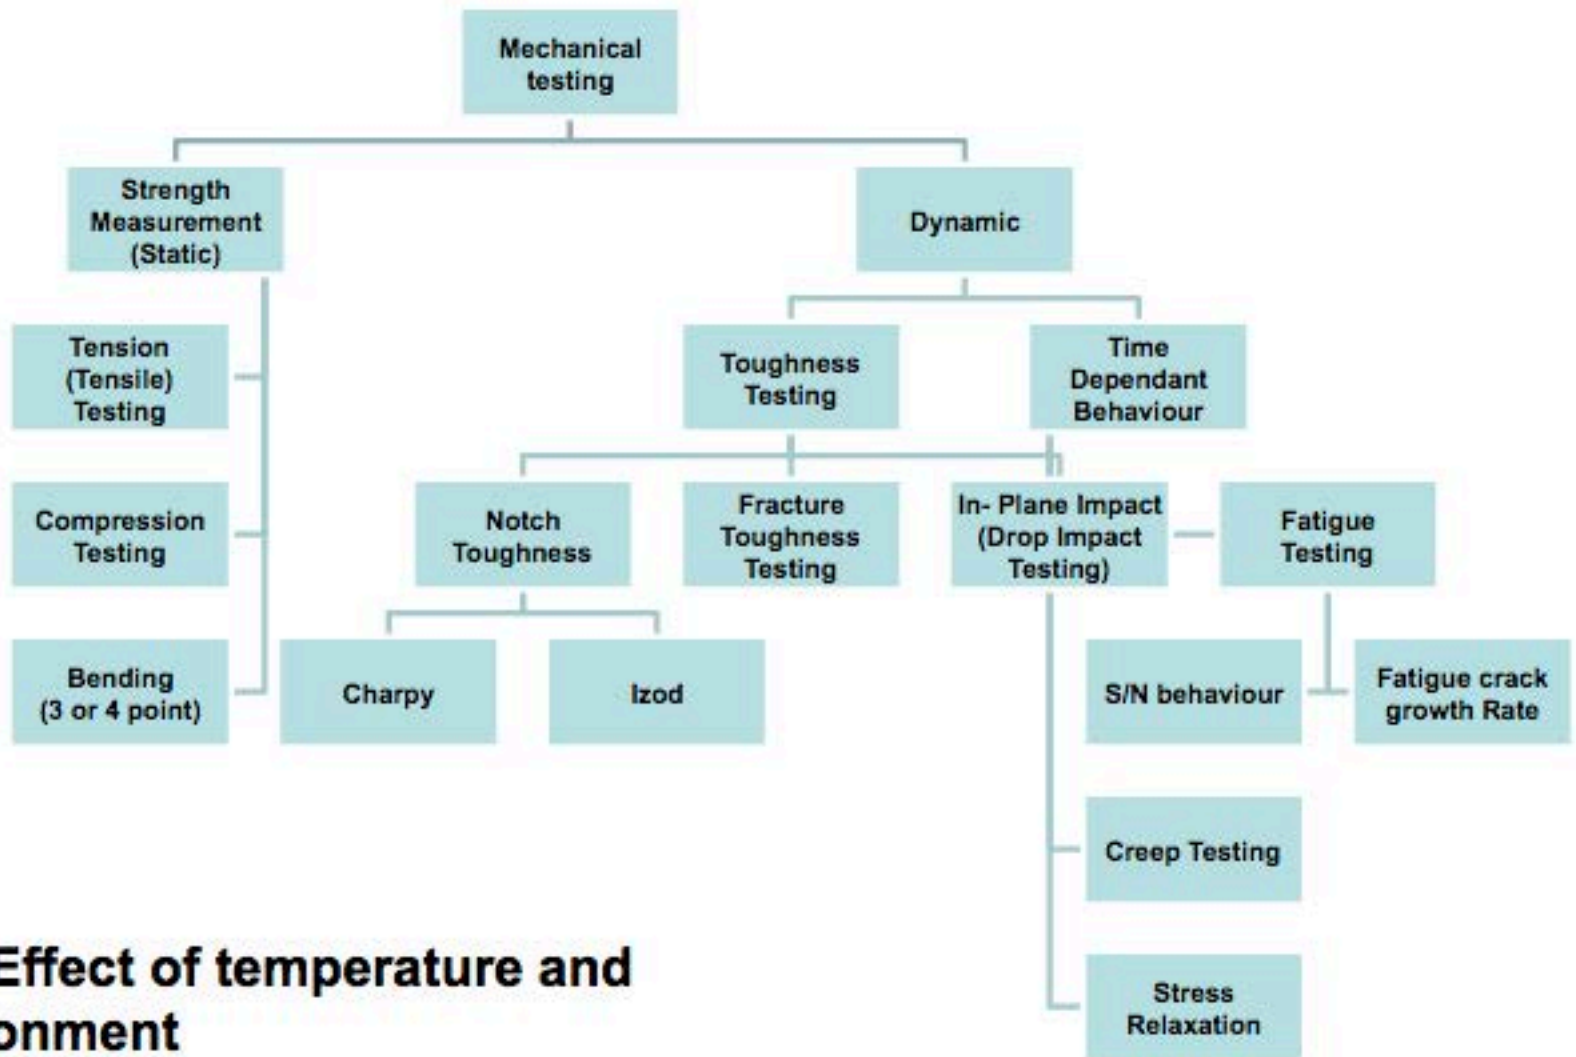 Mechanical
testing
Strength
Measurement
(Static)
Dynamic
Tension
(Tensile)
Testing
Toughness
Testing
Time
Dependant
Behaviour
Compression
Testing
Notch
Toughness
Fracture
Toughness
Testing
In- Plane Impact
(Drop Impact
Testing)
Fatigue
Testing
Bending
(3 or 4 point)
Charpy
Izod
S/N behaviour
Fatigue crack
growth Rate
Creep Testing
Stress
Relaxation
Effect of temperature and
onment